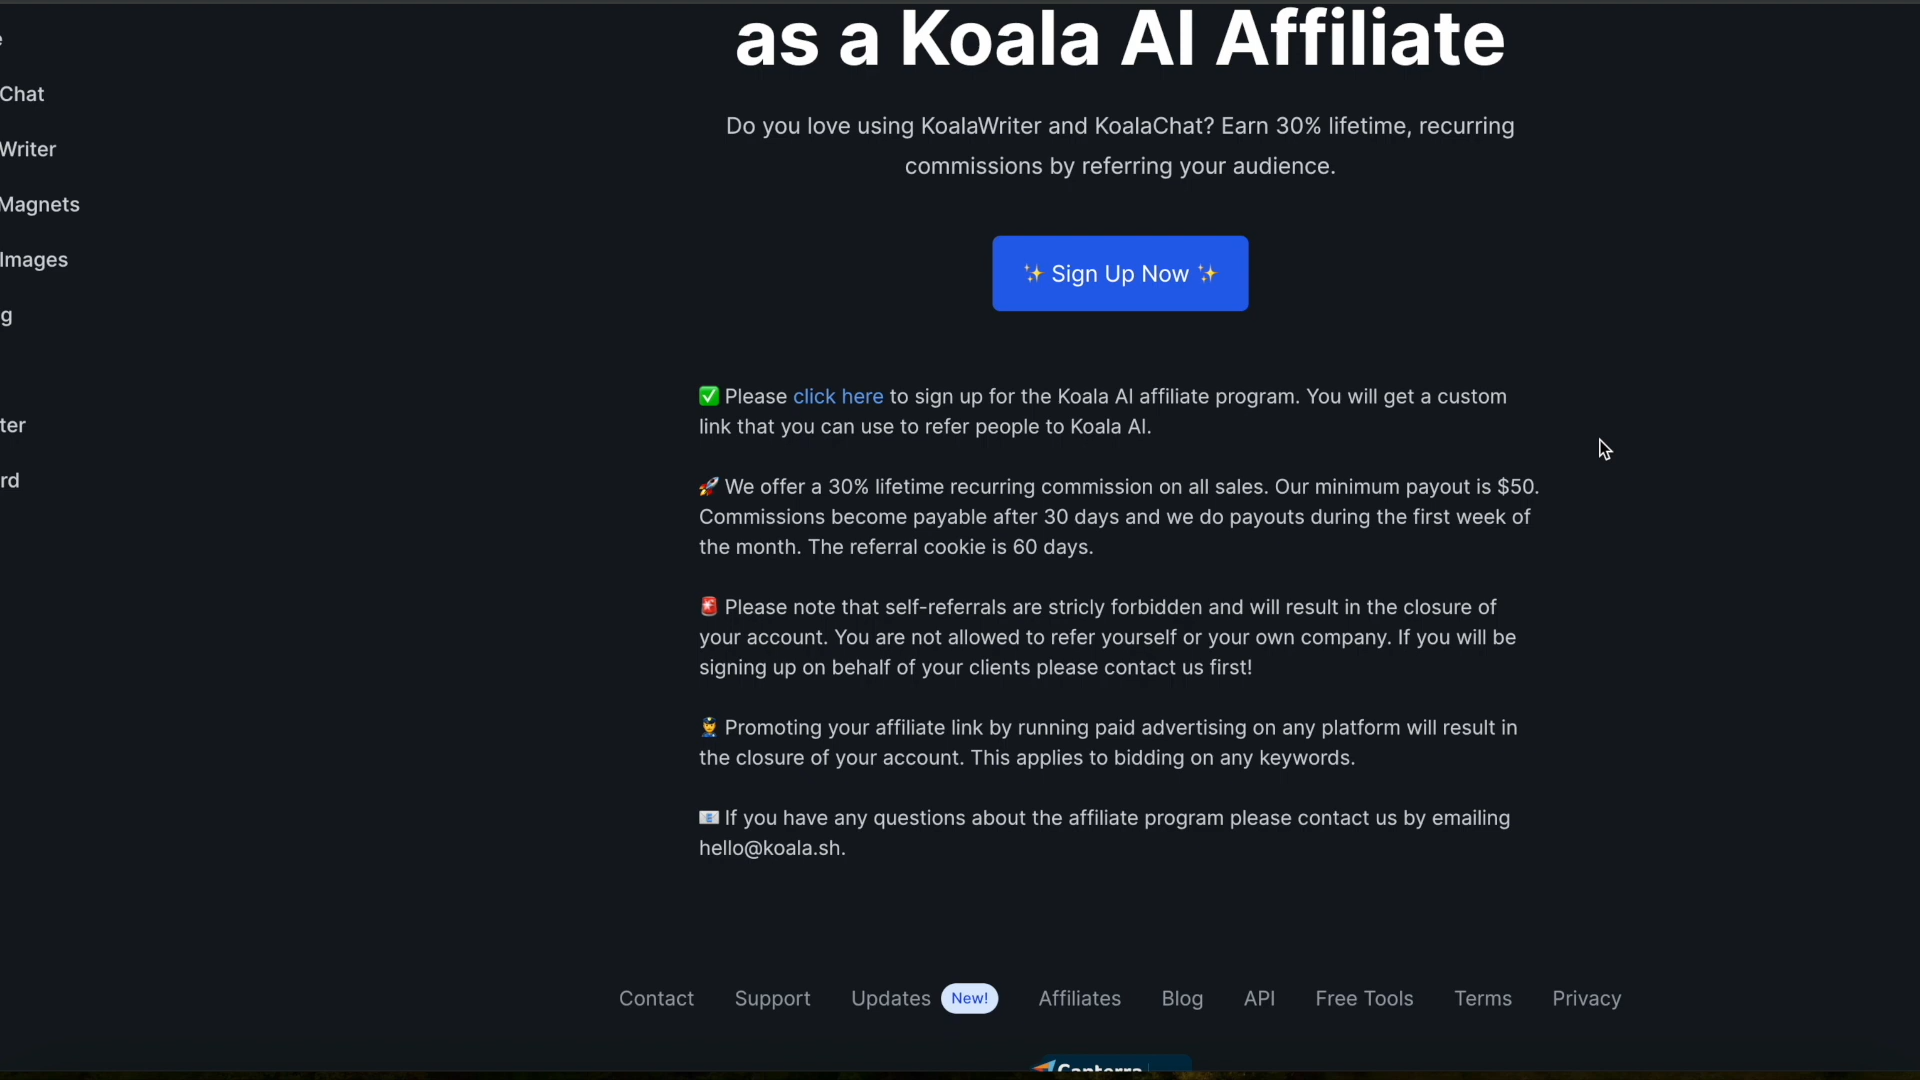 as a Koala AI Affiliate
Do you love using KoalaWriter and KoalaChat? Earn 30% lifetime, recurring
commissions by referring your audience.
✨ Sign Up Now ✨
✅ Please click here to sign up for the Koala AI affiliate program. You will get a custom
link that you can use to refer people to Koala AI.
🚀 We offer a 30% lifetime recurring commission on all sales. Our minimum payout is $50.
Commissions become payable after 30 days and we do payouts during the first week of
the month. The referral cookie is 60 days.
🚨 Please note that self-referrals are stricly forbidden and will result in the closure of
your account. You are not allowed to refer yourself or your own company. If you will be
signing up on behalf of your clients please contact us first!
👮 Promoting your affiliate link by running paid advertising on any platform will result in
the closure of your account. This applies to bidding on any keywords.
📧 If you have any questions about the affiliate program please contact us by emailing
hello@koala.sh.
e
Chat
Writer
Magnets
Images
g
ter
rd
Contact Support Updates New! Affiliates Blog API Free Tools Terms Privacy
Capterra